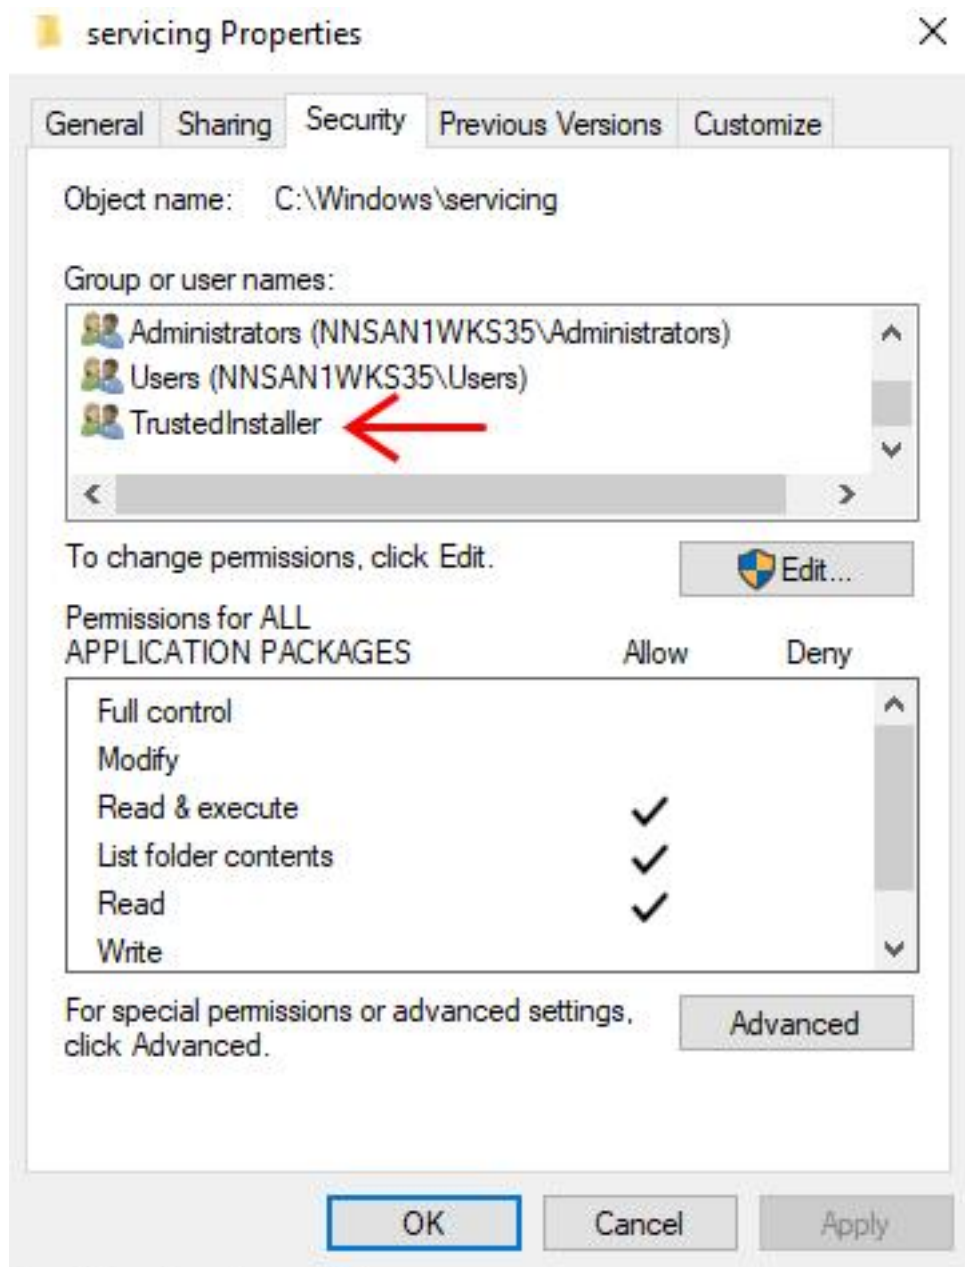 servicing Properties
General Sharing Security Previous Versions Customize
Object name: C:\Windows\servicing
Group or user names:
Administrators (NNSAN1WKS35\Administrators)
Users (NNSAN1WKS35\Users)
TrustedInstaller
To change permissions, click Edit.
Edit...
Permissions for ALL
APPLICATION PACKAGES Allow Deny
Full control
Modify
Read & execute
List folder contents
Read
Write
For special permissions or advanced settings,
click Advanced.
Advanced
OK Cancel Apply